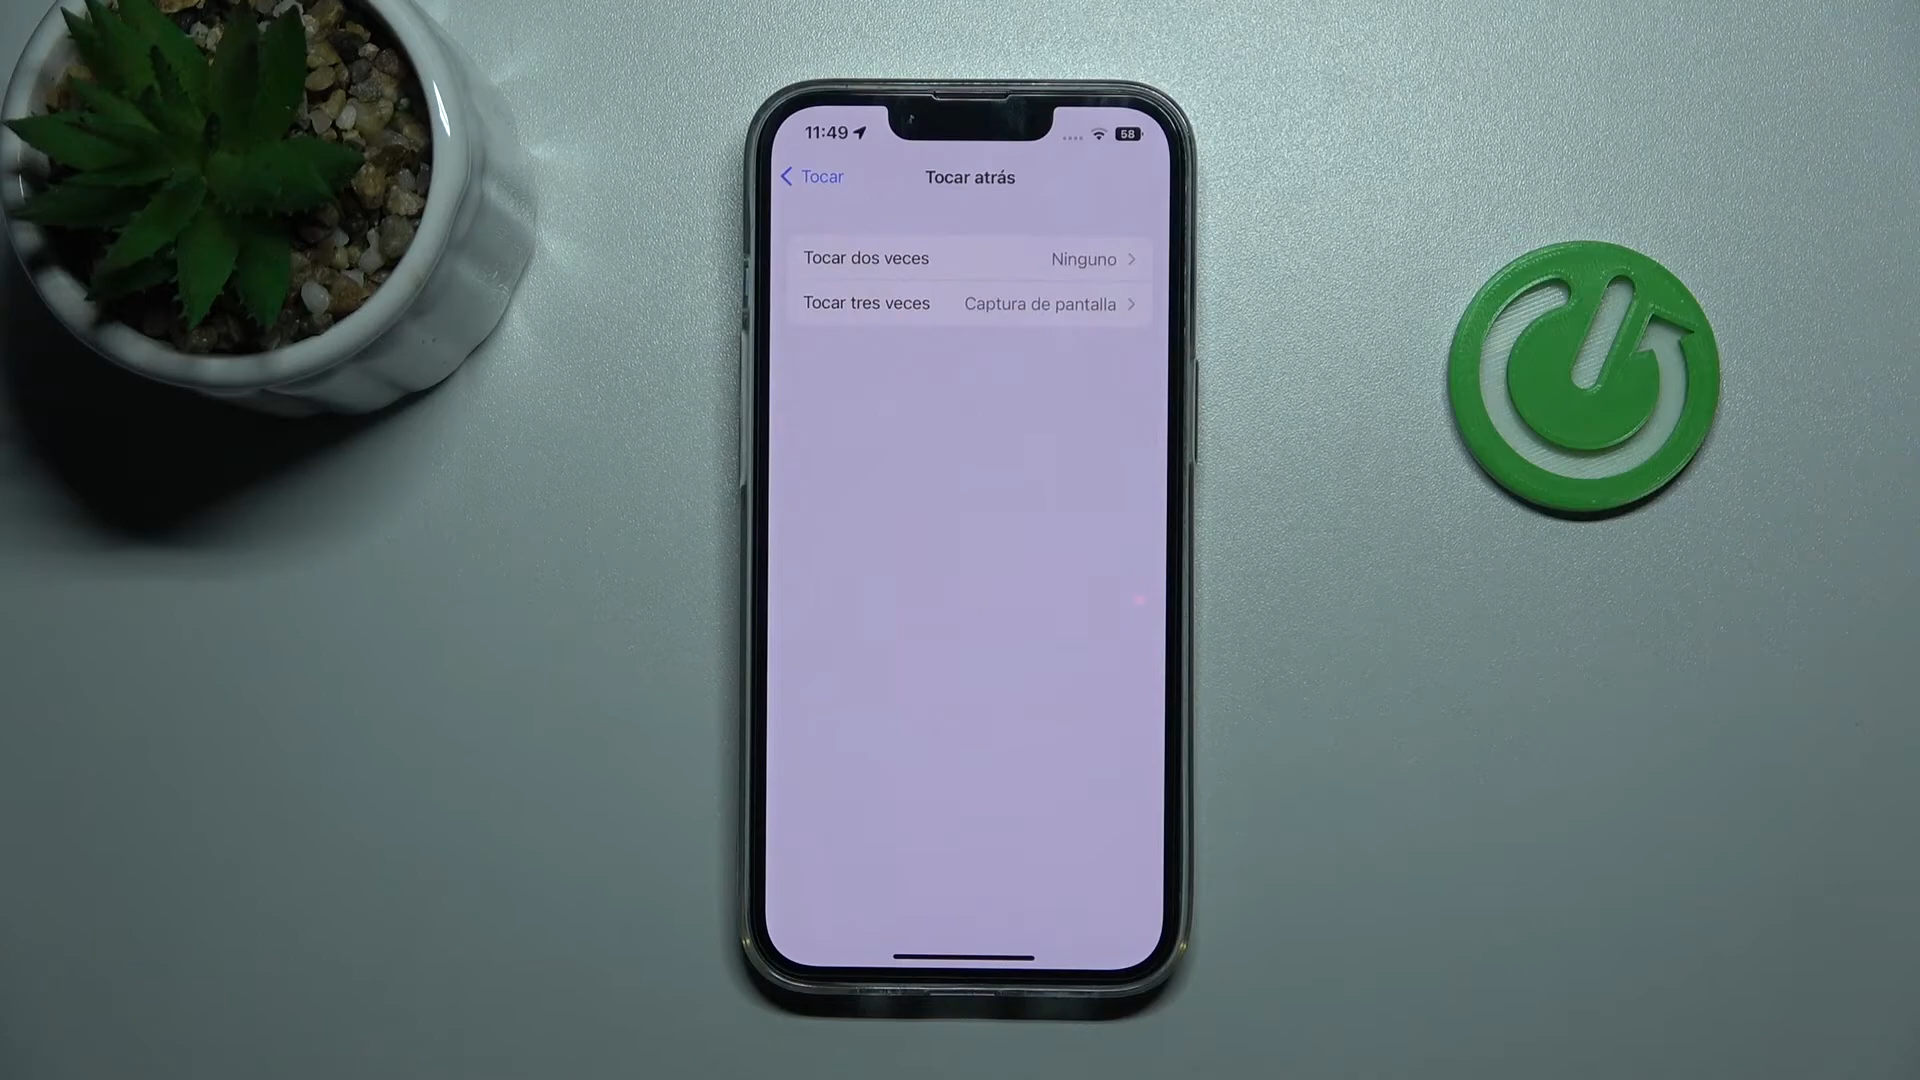 11:49
58
Tocar
Tocar atrás
Tocar dos veces Ninguno
Tocar tres veces Captura de pantalla